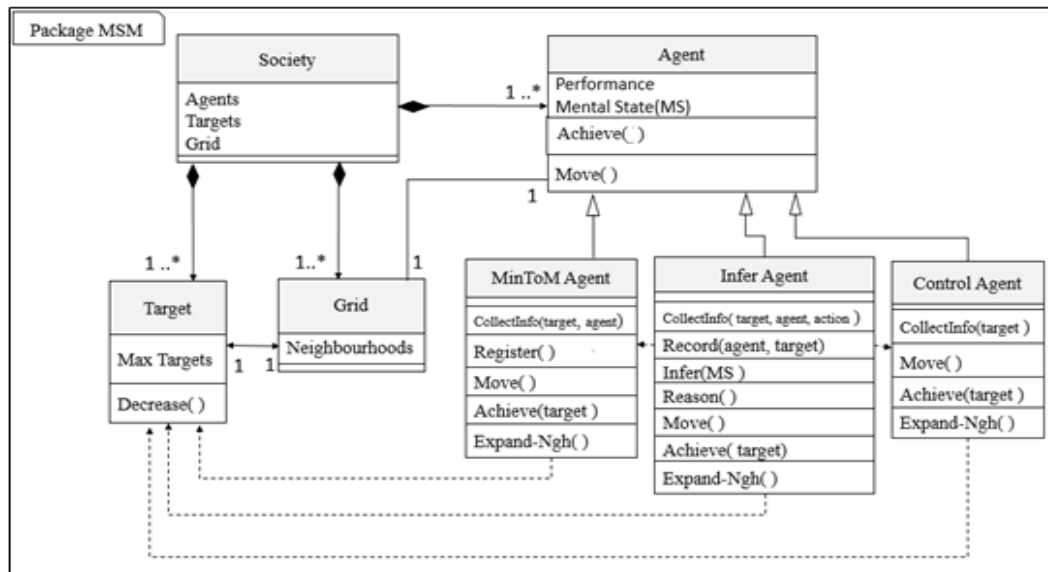 Package MSM
Society
Agents
Targets
Grid
Agent
Performance
Mental State(MS)
Achieve( )
Move( )
1 ..*
1
1 ..*
1..*
1
Target
Max Targets
Decrease( )
1
1
Grid
Neighbourhoods
MinToM Agent
CollectInfo(target, agent)
Register( )
Move( )
Achieve(target )
Expand-Ngh( )
Infer Agent
CollectInfo( target, agent, action )
Record(agent, target)
Infer(MS )
Reason( )
Move( )
Achieve( target)
Expand-Ngh( )
Control Agent
CollectInfo(target )
Move( )
Achieve(target )
Expand-Ngh( )